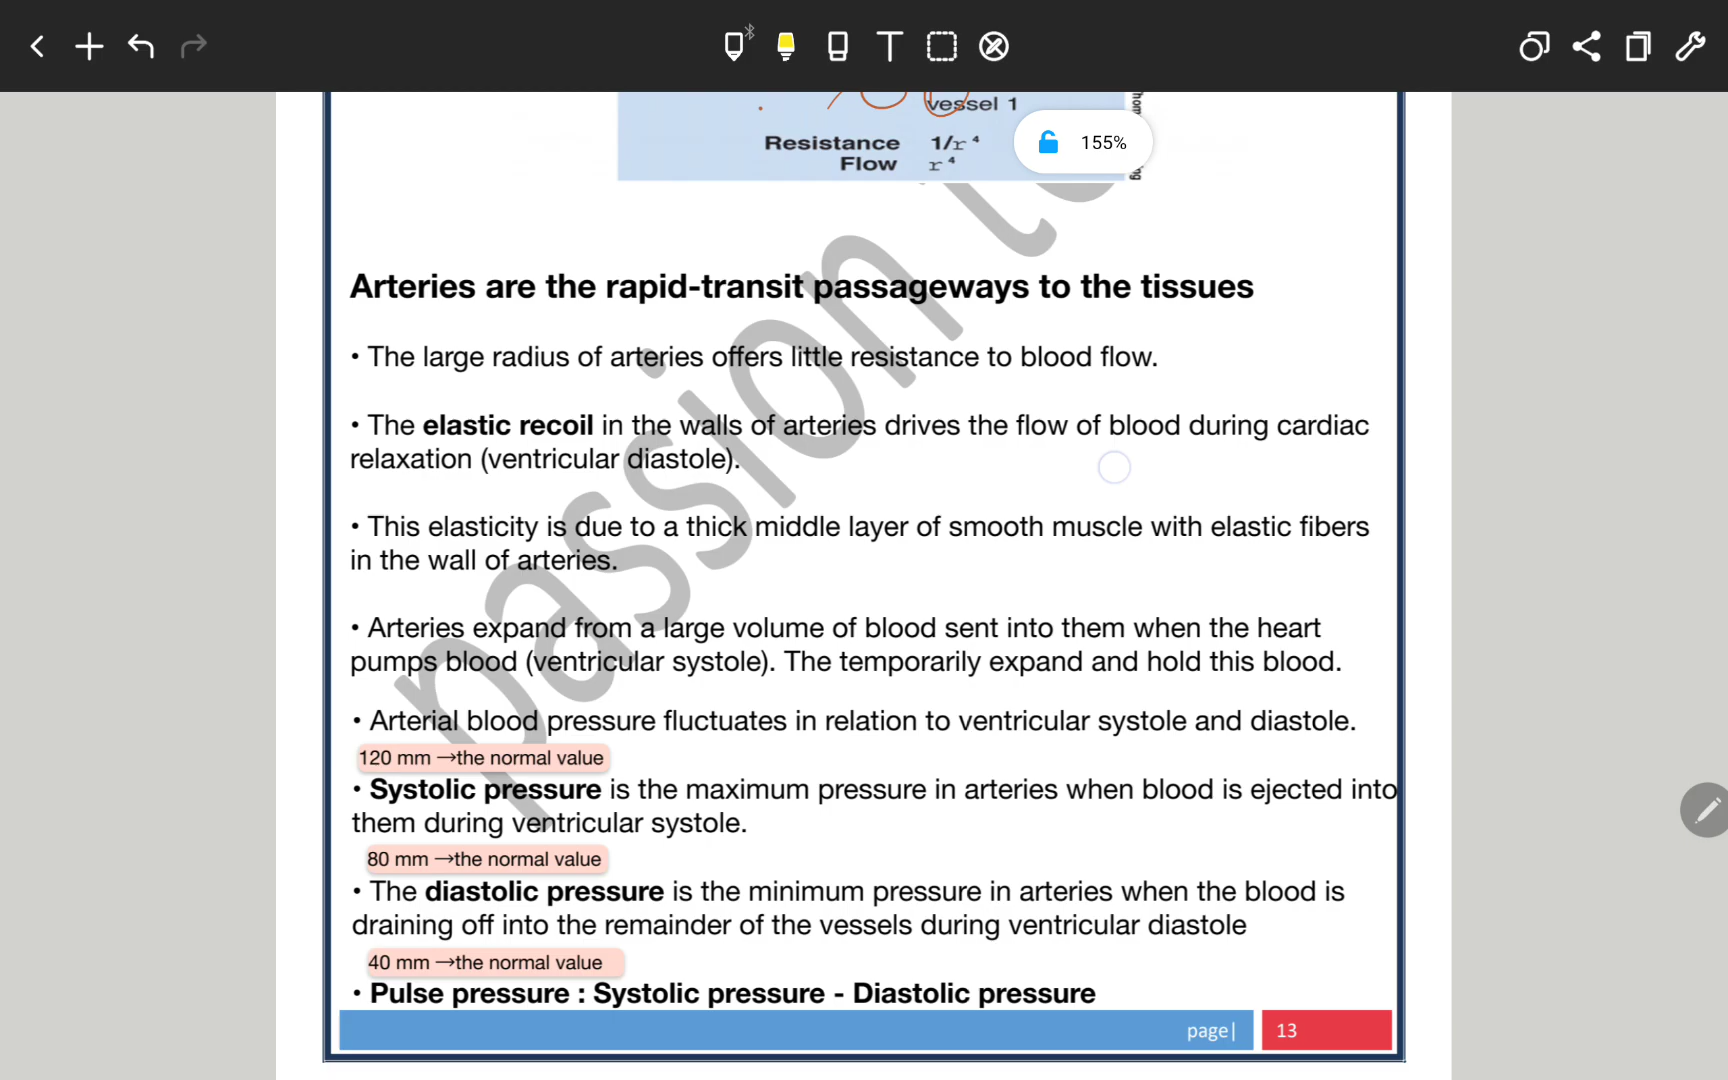 T
vessel 1
Resistance 1/r⁴
155%
Flow r⁴
Arteries are the rapid-transit passageways to the tissues
• The large radius of arteries offers little resistance to blood flow.
• The elastic recoil in the walls of arteries drives the flow of blood during cardiac
relaxation (ventricular diastole).
• This elasticity is due to a thick middle layer of smooth muscle with elastic fibers
in the wall of arteries.
• Arteries expand from a large volume of blood sent into them when the heart
pumps blood (ventricular systole). The temporarily expand and hold this blood.
• Arterial blood pressure fluctuates in relation to ventricular systole and diastole.
120 mm →the normal value
• Systolic pressure is the maximum pressure in arteries when blood is ejected into
them during ventricular systole.
80 mm →the normal value
• The diastolic pressure is the minimum pressure in arteries when the blood is
draining off into the remainder of the vessels during ventricular diastole
40 mm →the normal value
• Pulse pressure : Systolic pressure - Diastolic pressure
page| 13
passion